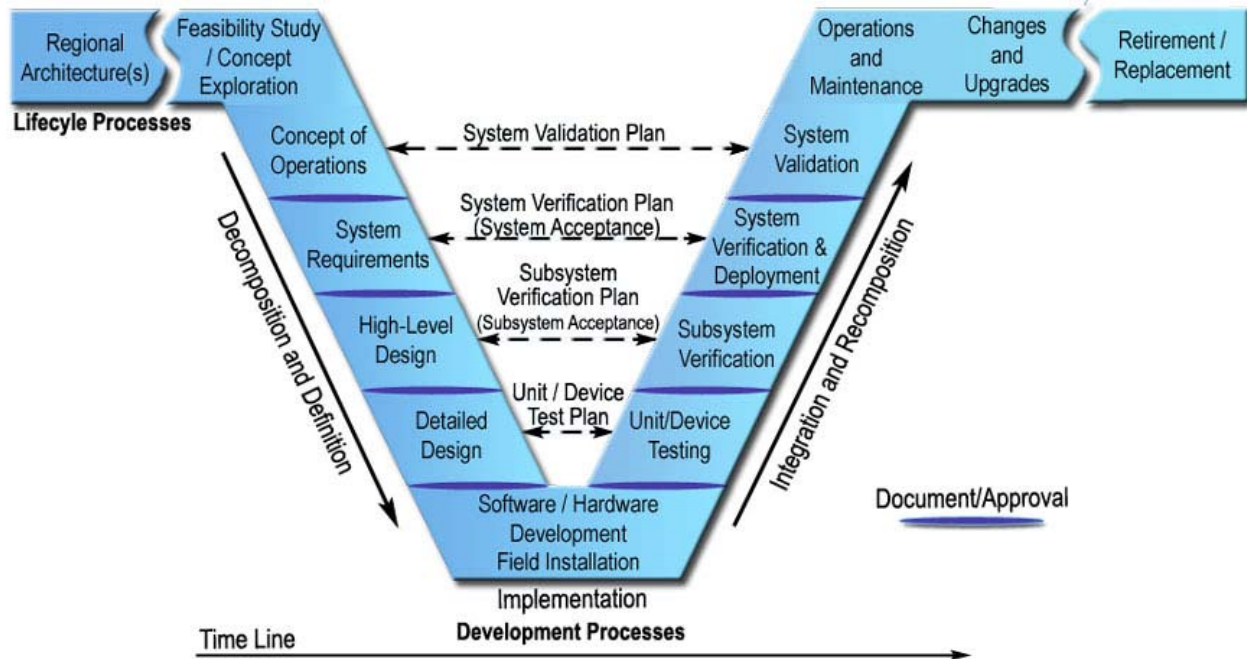 Regional
Architecture(s)
Feasibility Study
/ Concept
Exploration
Operations
and
Maintenance
Changes
and
Upgrades
Retirement /
Replacement
Lifecyle Processes
Concept of
Operations
System Validation Plan
System
Validation
System
Requirements
System Verification Plan
(System Acceptance)
System
Verification &
Deployment
High-Level
Design
Subsystem
Verification Plan
(Subsystem Acceptance)
Subsystem
Verification
Detailed
Design
Unit / Device
Test Plan
Unit/Device
Testing
Decomposition and Definition
Integration and Recomposition
Software / Hardware
Development
Field Installation
Document/Approval
Implementation
Development Processes
Time Line